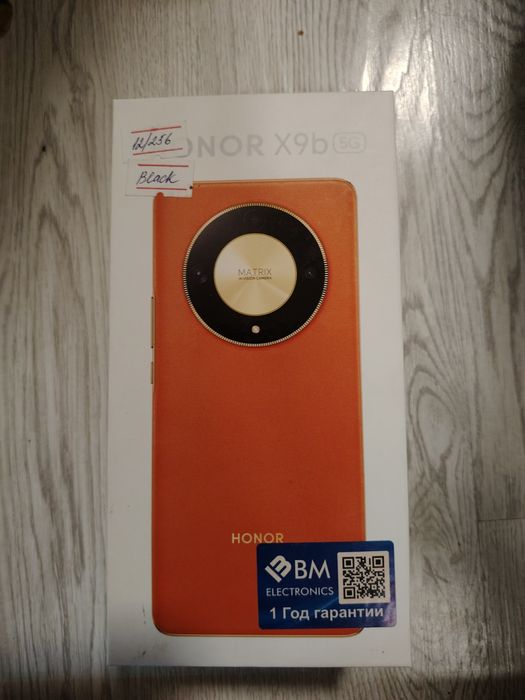 12/256
HONOR X9b 5G
Black
MATRIX
HONOR
BM
ELECTRONICS
1 Год гарантии